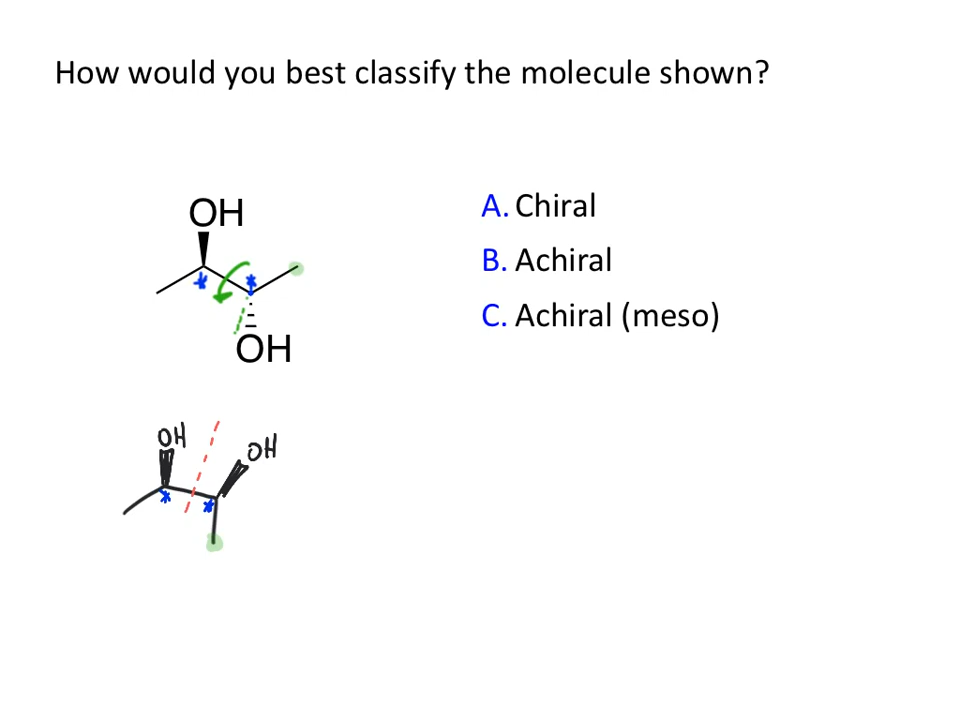 How would you best classify the molecule shown?
OH
A. Chiral
B. Achiral
C. Achiral (meso)
OH
OH
OH